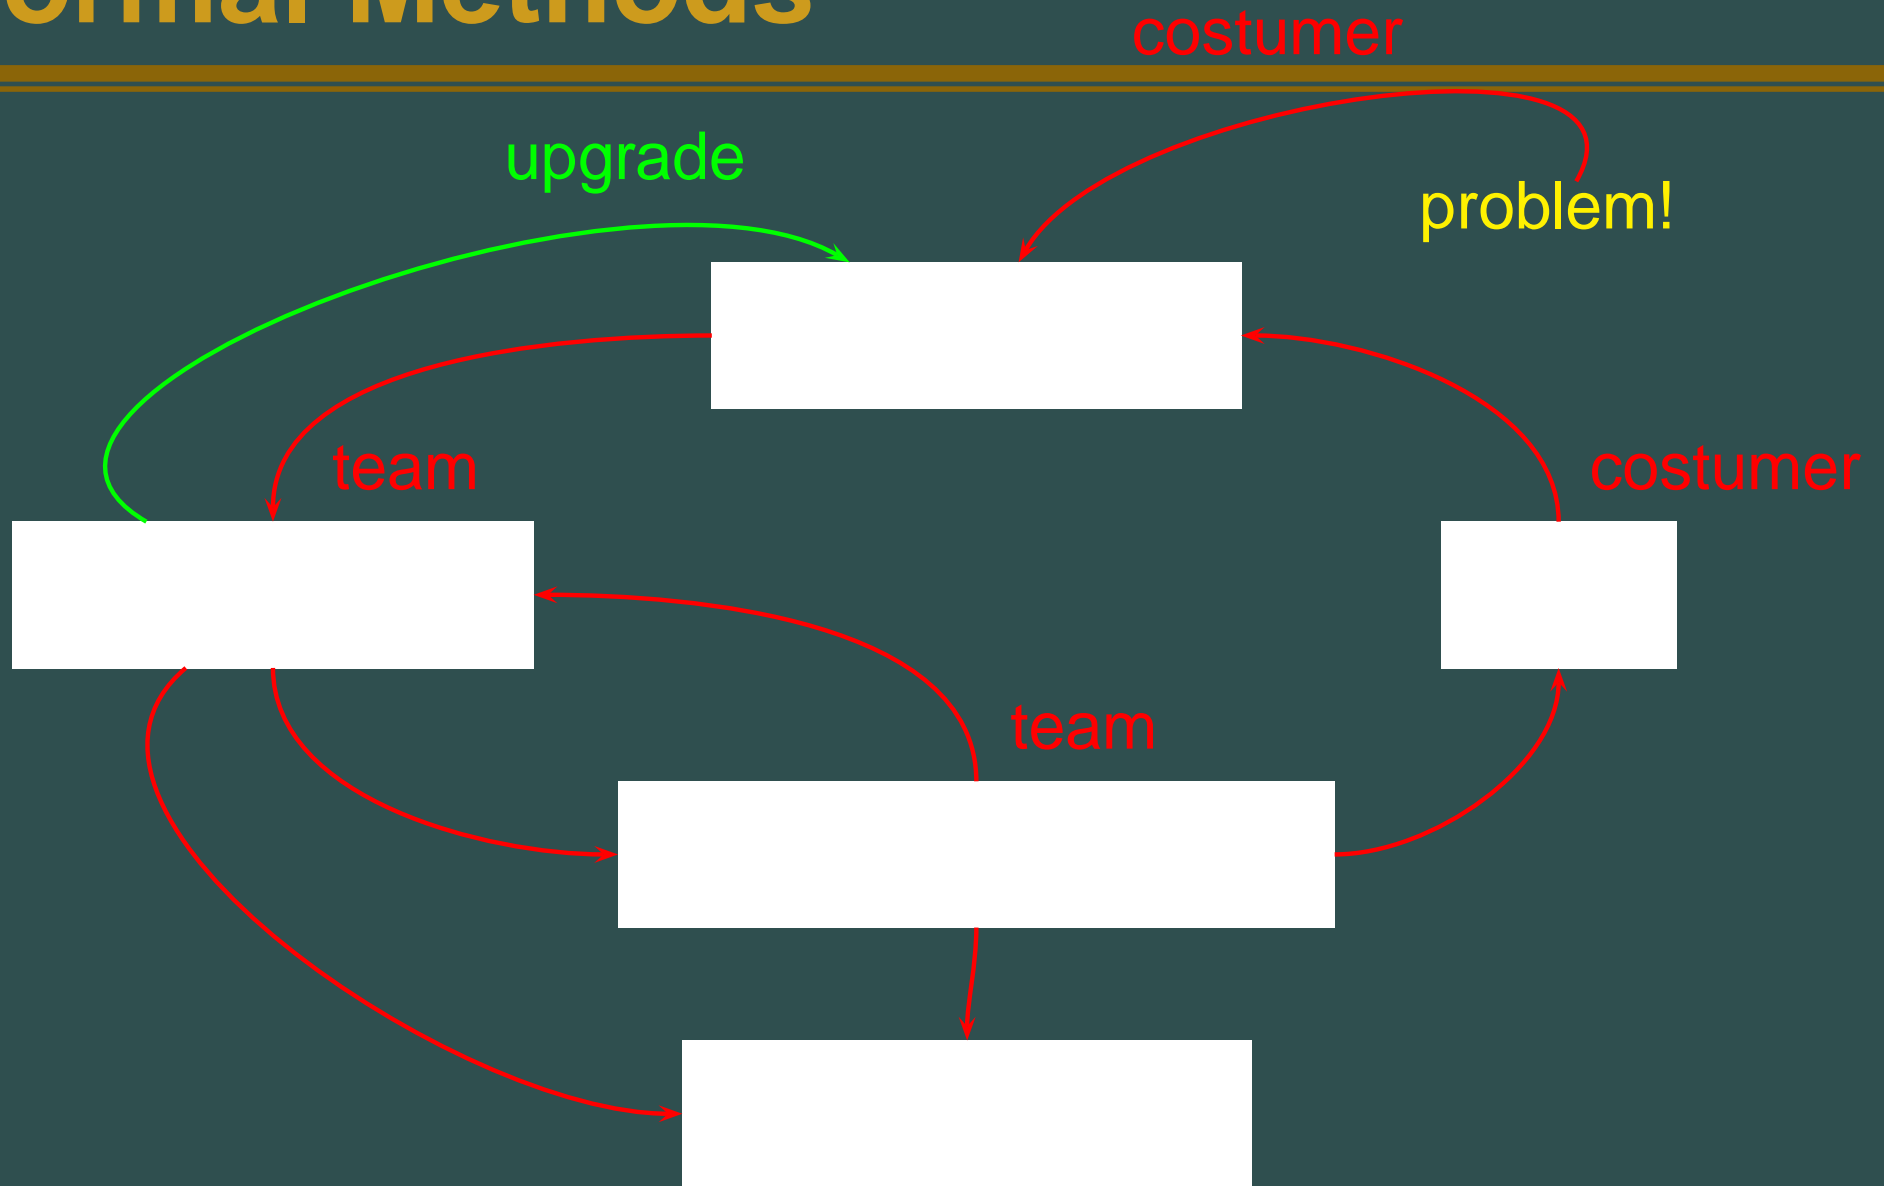 ormal Methods
costumer
upgrade
problem!
team
costumer
team